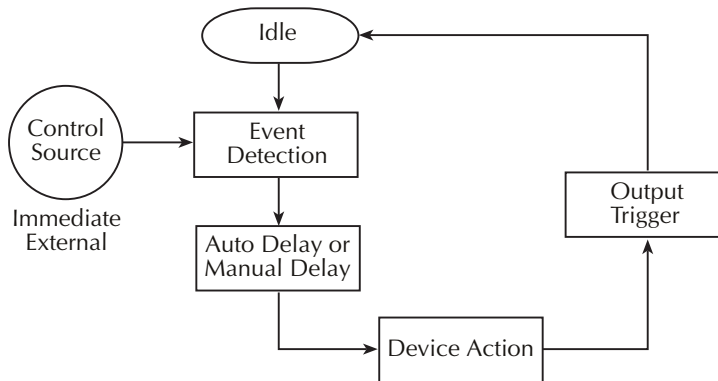 Idle
Control
Source
Immediate
External
Event
Detection
Auto Delay or
Manual Delay
Device Action
Output
Trigger